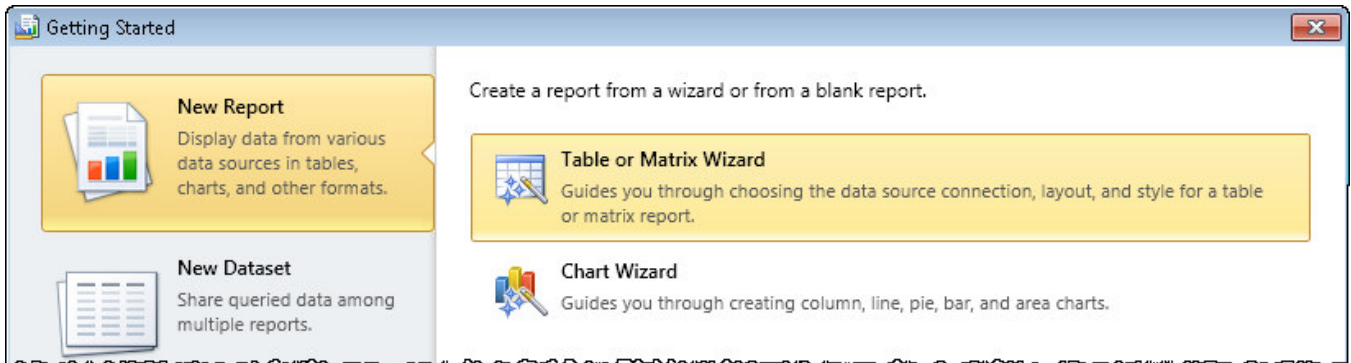 Getting Started
New Report
Display data from various
data sources in tables,
charts, and other formats.
New Dataset
Share queried data among
multiple reports.
Create a report from a wizard or from a blank report.
Table or Matrix Wizard
Guides you through choosing the data source connection, layout, and style for a table
or matrix report.
Chart Wizard
Guides you through creating column, line, pie, bar, and area charts.